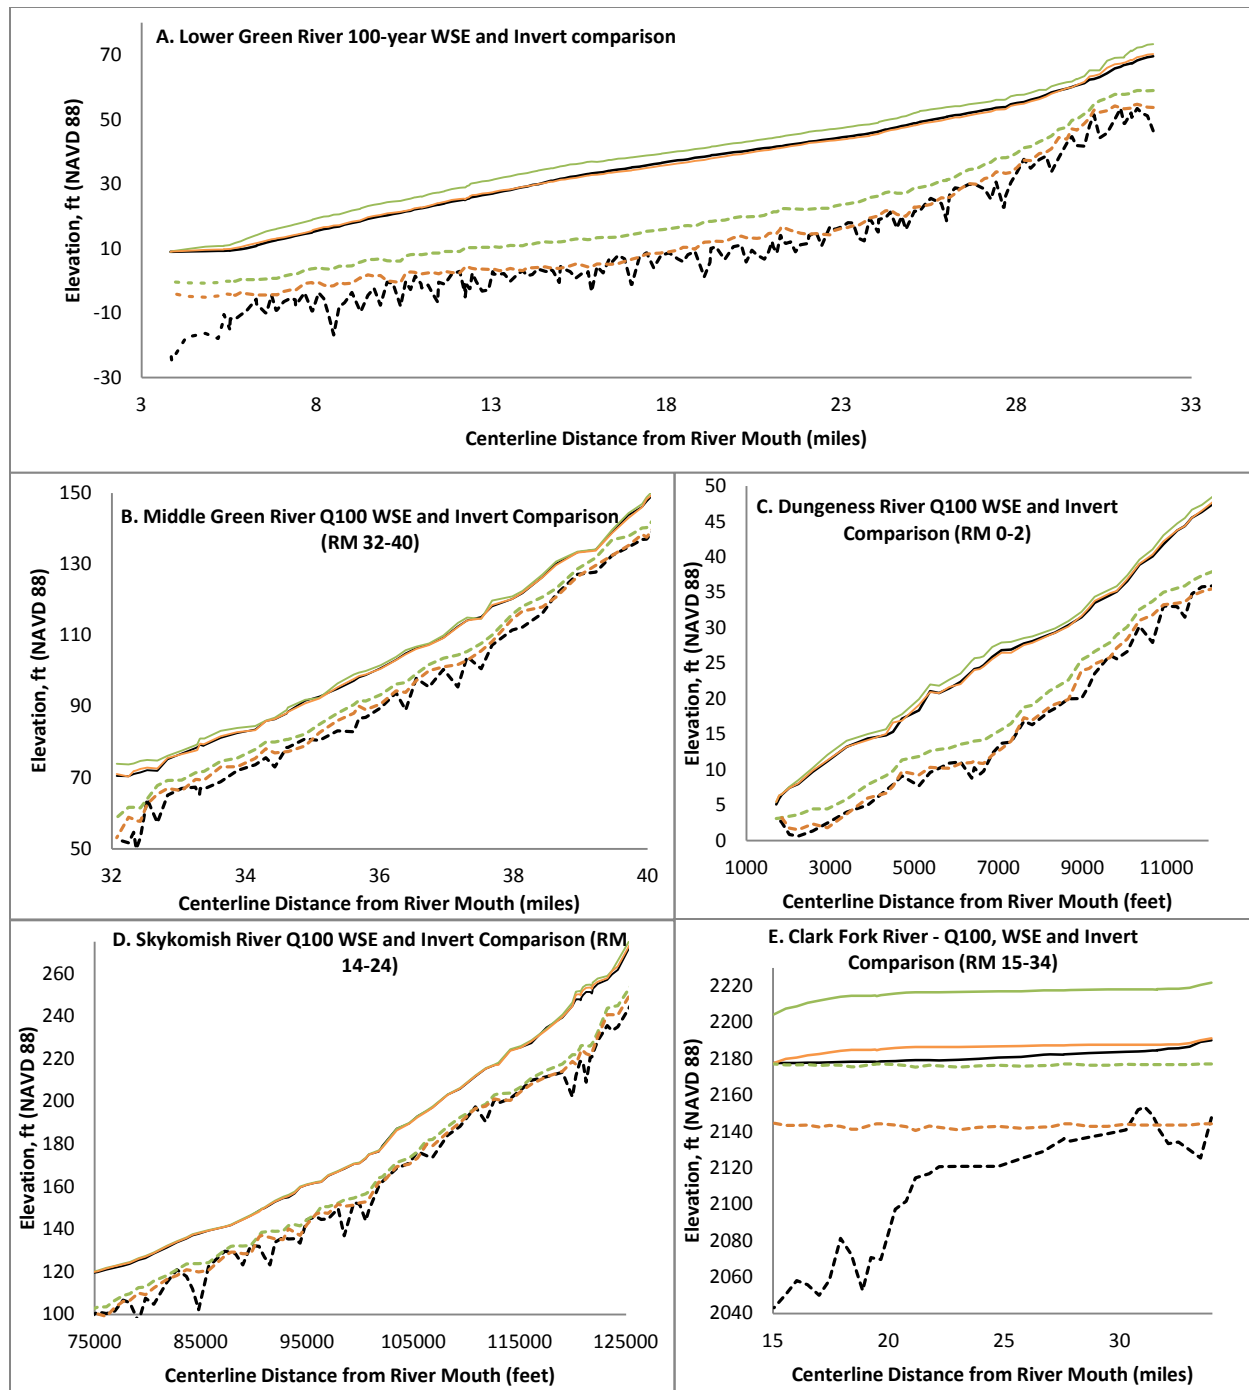 A. Lower Green River 100-year WSE and Invert comparison
70
50
30
10
-10
-30
Elevation, ft (NAVD 88)
3 8 13 18 23 28 33
Centerline Distance from River Mouth (miles)
B. Middle Green River Q100 WSE and Invert Comparison
(RM 32-40)
150
130
110
90
70
50
Elevation, ft (NAVD 88)
32 34 36 38 40
Centerline Distance from River Mouth (miles)
C. Dungeness River Q100 WSE and Invert
Comparison (RM 0-2)
50
45
40
35
30
25
20
15
10
5
0
Elevation, ft (NAVD 88)
1000 3000 5000 7000 9000 11000
Centerline Distance from River Mouth (feet)
D. Skykomish River Q100 WSE and Invert Comparison (RM
14-24)
260
240
220
200
180
160
140
120
100
Elevation, ft (NAVD 88)
75000 85000 95000 105000 115000 125000
Centerline Distance from River Mouth (feet)
E. Clark Fork River - Q100, WSE and Invert
Comparison (RM 15-34)
2220
2200
2180
2160
2140
2120
2100
2080
2060
2040
Elevation, ft (NAVD 88)
15 20 25 30
Centerline Distance from River Mouth (miles)